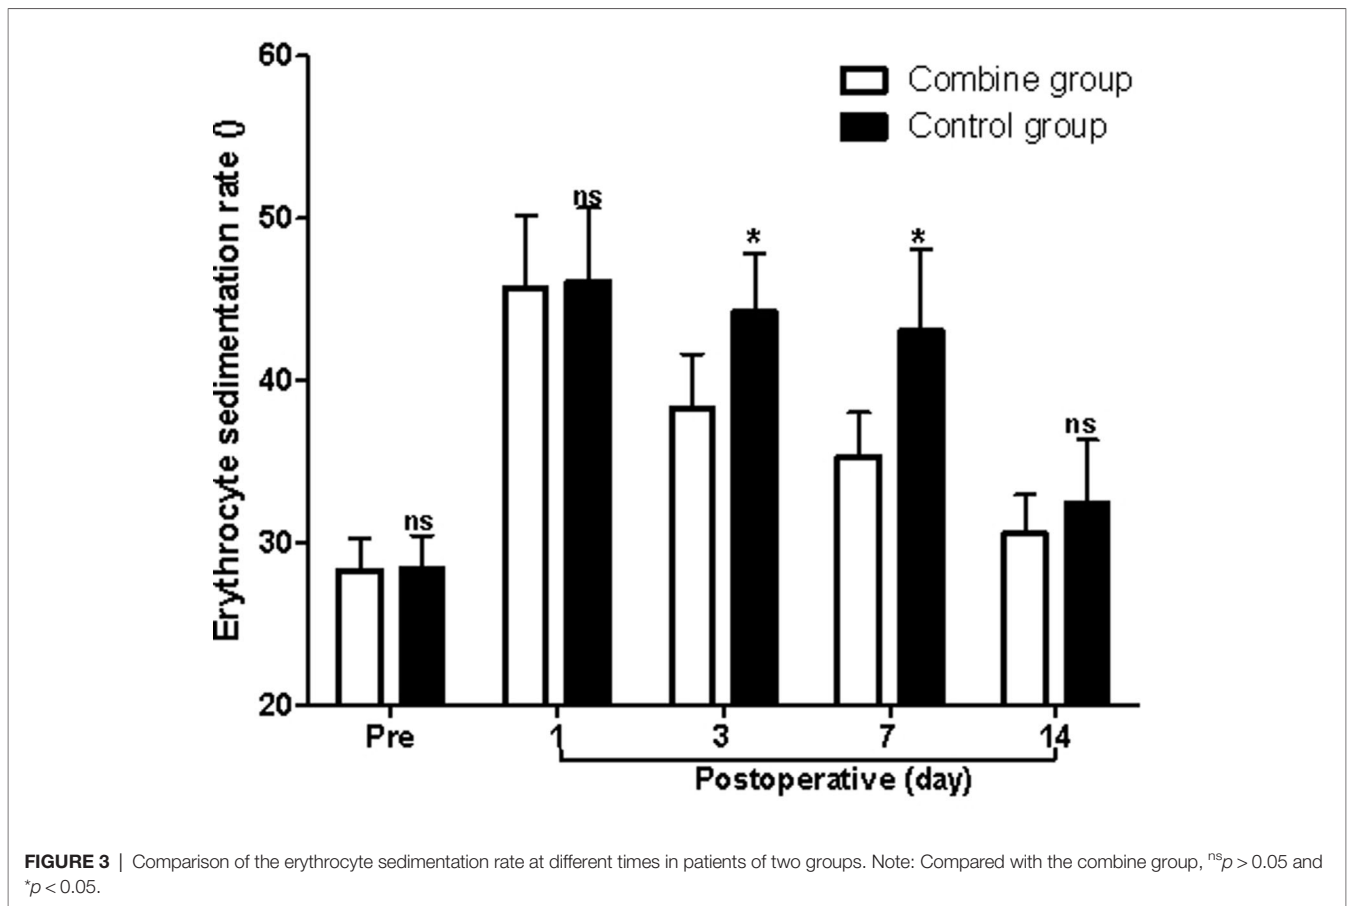 60
50
40
30
20
Erythrocyte sedimentation rate ()
Combine group
Control group
ns
ns
*
*
ns
Pre
1
3
7
14
Postoperative (day)
FIGURE 3 | Comparison of the erythrocyte sedimentation rate at different times in patients of two groups. Note: Compared with the combine group, nsp > 0.05 and
*p < 0.05.